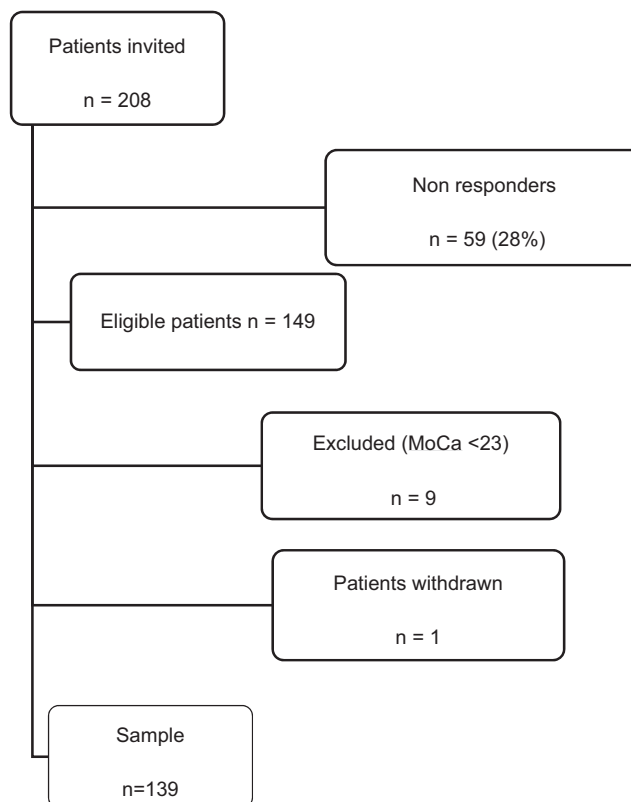 Patients invited
n = 208
Non responders
n = 59 (28%)
Eligible patients n = 149
Excluded (MoCa <23)
n = 9
Patients withdrawn
n = 1
Sample
n=139